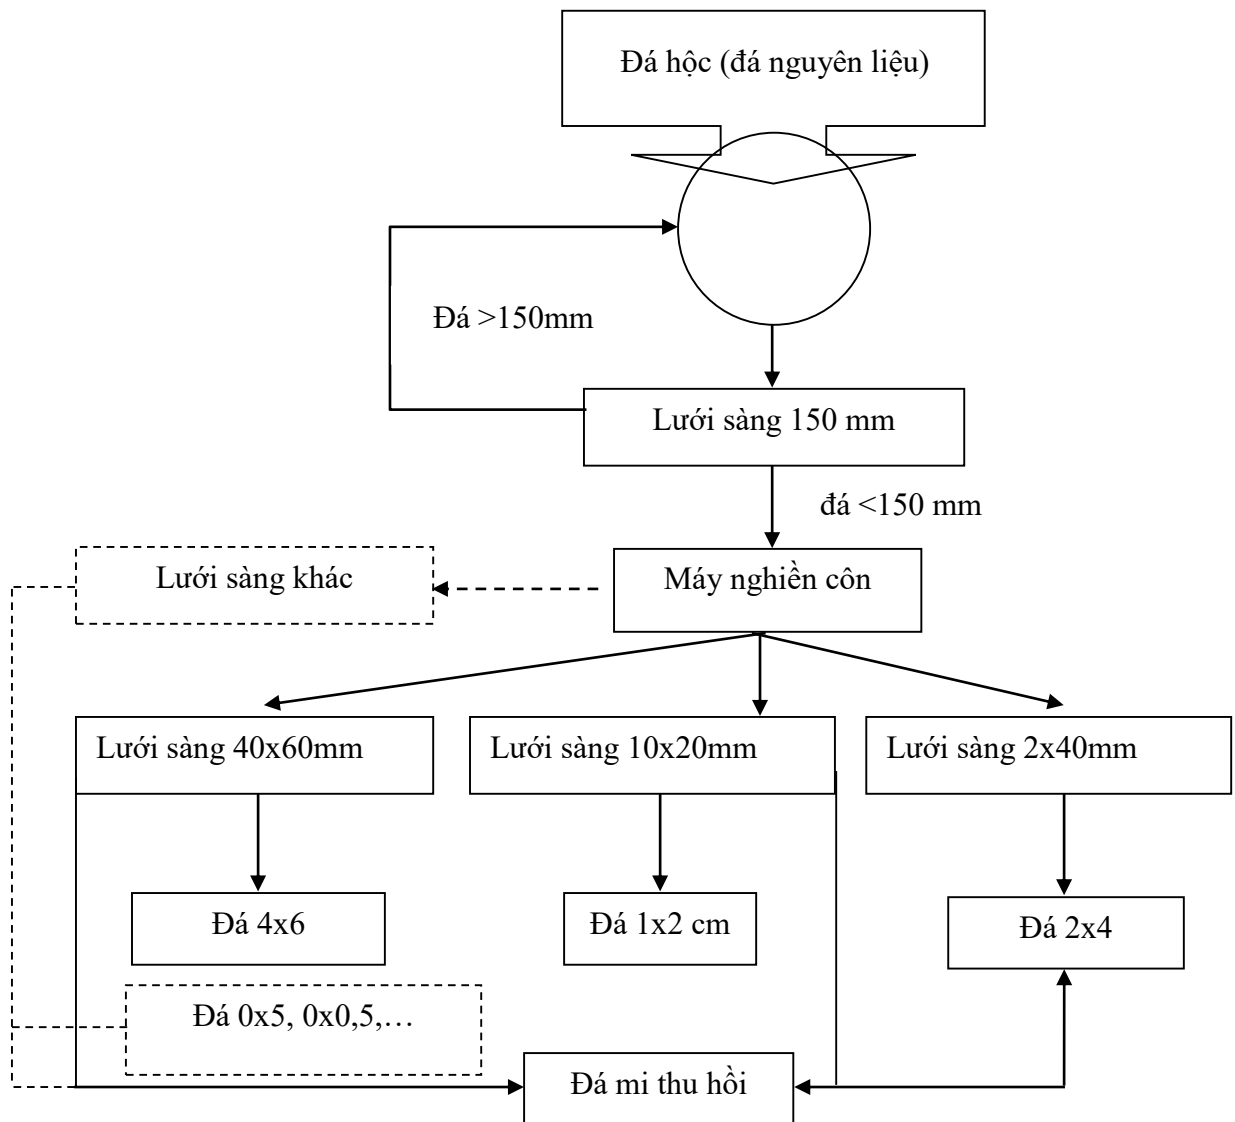 Đá hộc (đá nguyên liệu)
Đá >150mm
Lưới sàng 150 mm
đá <150 mm
Lưới sàng khác
Máy nghiền côn
Lưới sàng 40x60mm
Lưới sàng 10x20mm
Lưới sàng 2x40mm
Đá 4x6
Đá 1x2 cm
Đá 2x4
Đá 0x5, 0x0,5,…
Đá mi thu hồi